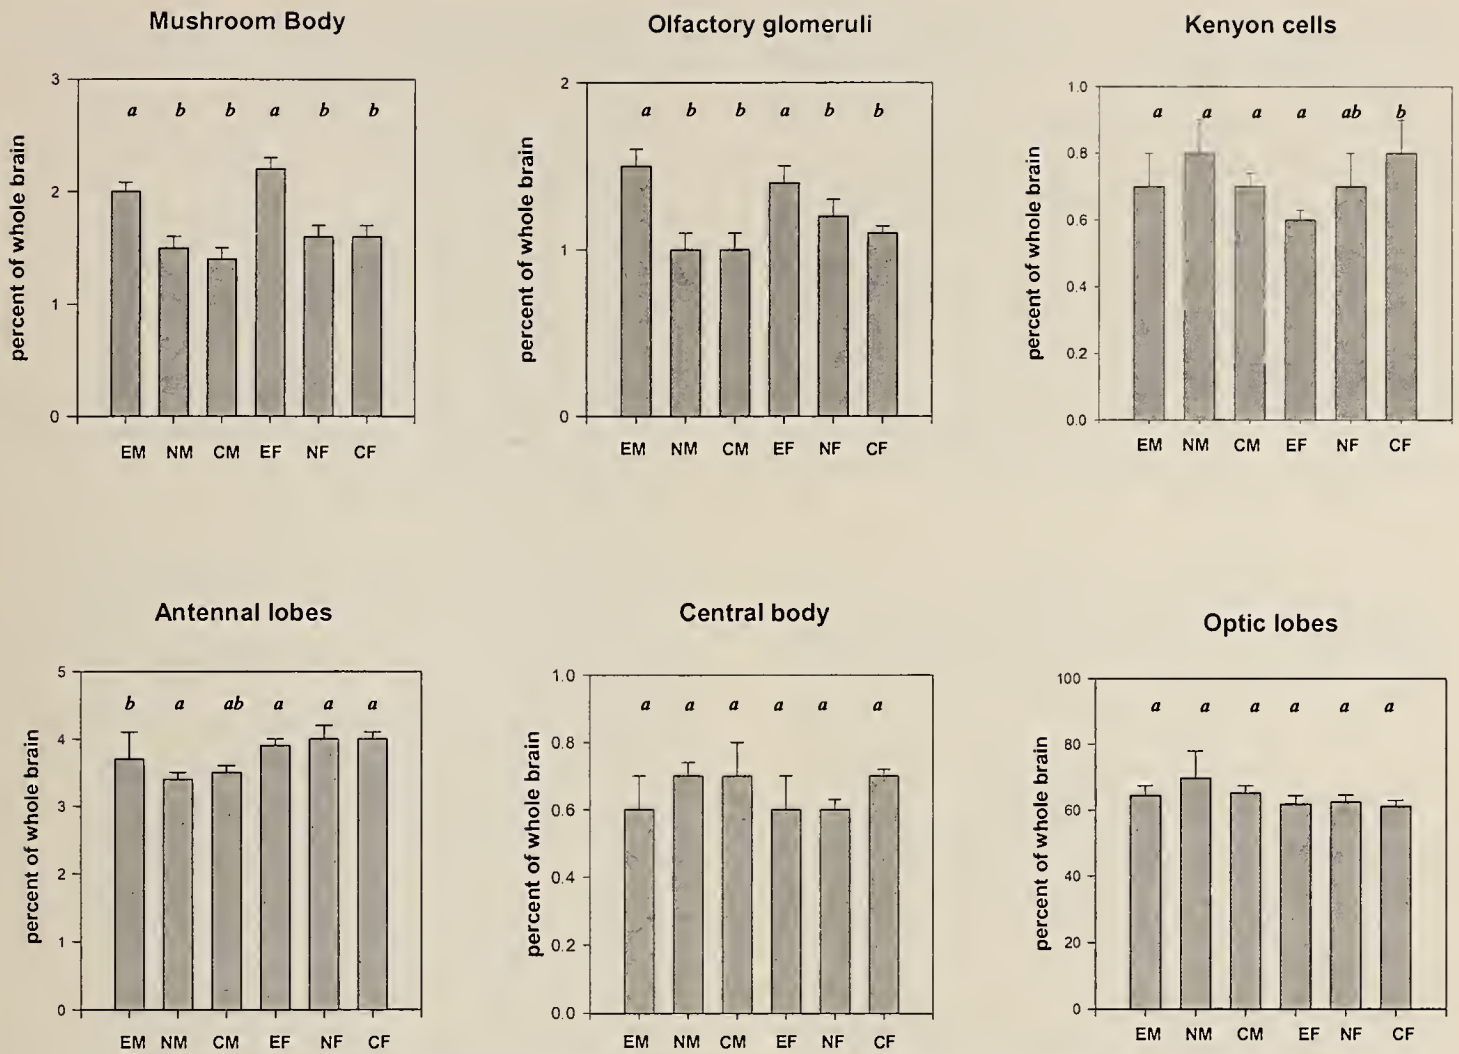 Mushroom Body
Olfactory glomeruli
Kenyon cells
percent of whole brain
3
2
1
0
a b b a b b
EM NM CM EF NF CF
percent of whole brain
2
1
0
a b b a b b
EM NM CM EF NF CF
percent of whole brain
1.0
0.8
0.6
0.4
0.2
0.0
a a a a ab b
EM NM CM EF NF CF
Antennal lobes
Central body
Optic lobes
percent of whole brain
5
4
3
2
1
0
b a ab a a a
EM NM CM EF NF CF
percent of whole brain
1.0
0.8
0.6
0.4
0.2
0.0
a a a a a a
EM NM CM EF NF CF
percent of whole brain
100
80
60
40
20
0
a a a a a a
EM NM CM EF NF CF